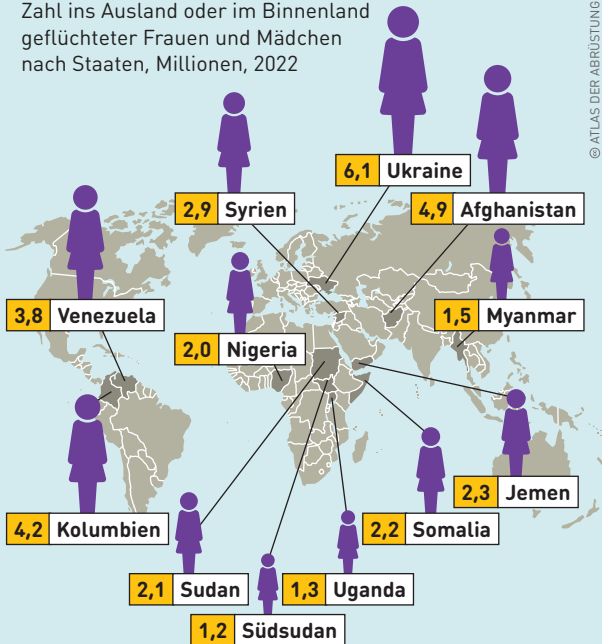 Zahl ins Ausland oder im Binnenland
geflüchteter Frauen und Mädchen
nach Staaten, Millionen, 2022
© ATLAS DER ABRÜSTUNG
6,1 Ukraine
2,9 Syrien
4,9 Afghanistan
3,8 Venezuela
2,0 Nigeria
1,5 Myanmar
2,3 Jemen
4,2 Kolumbien
2,2 Somalia
2,1 Sudan
1,3 Uganda
1,2 Südsudan